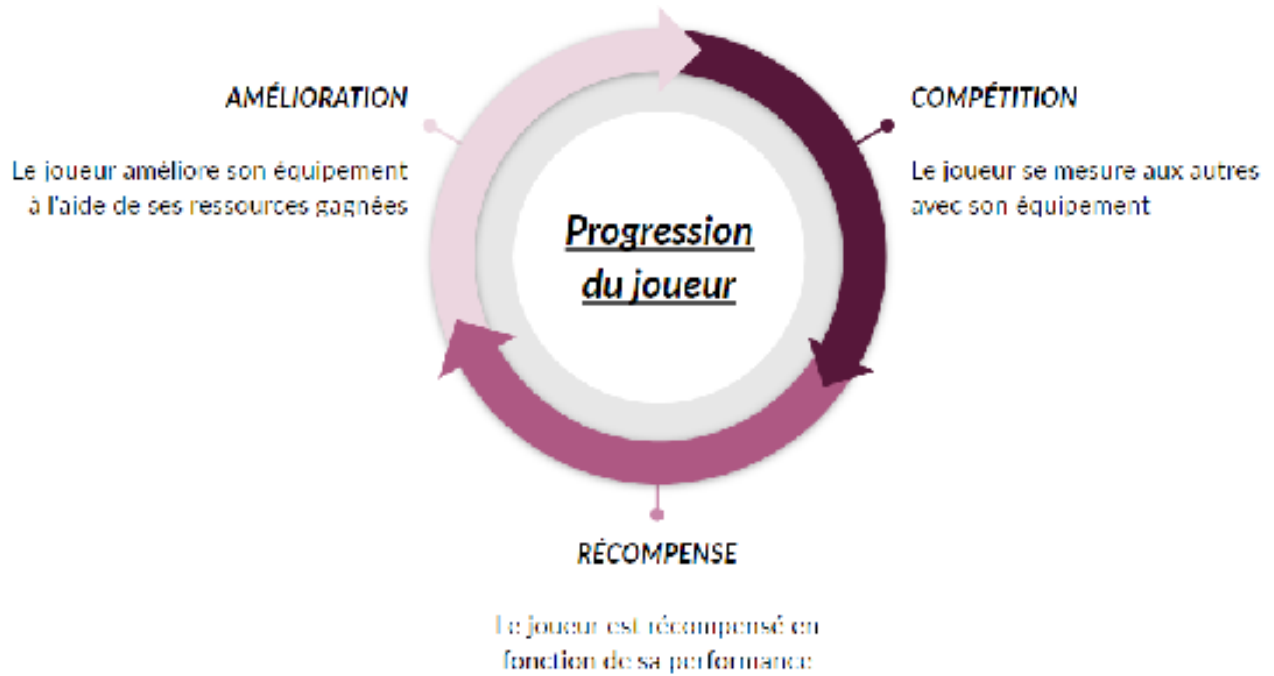 AMÉLIORATION
Le joueur améliore son équipement
à l'aide de ses ressources gagnées
COMPÉTITION
Le joueur se mesure aux autres
avec son équipement
Progression
du joueur
RÉCOMPENSE
Le joueur est récompensé en
fonction de sa performance